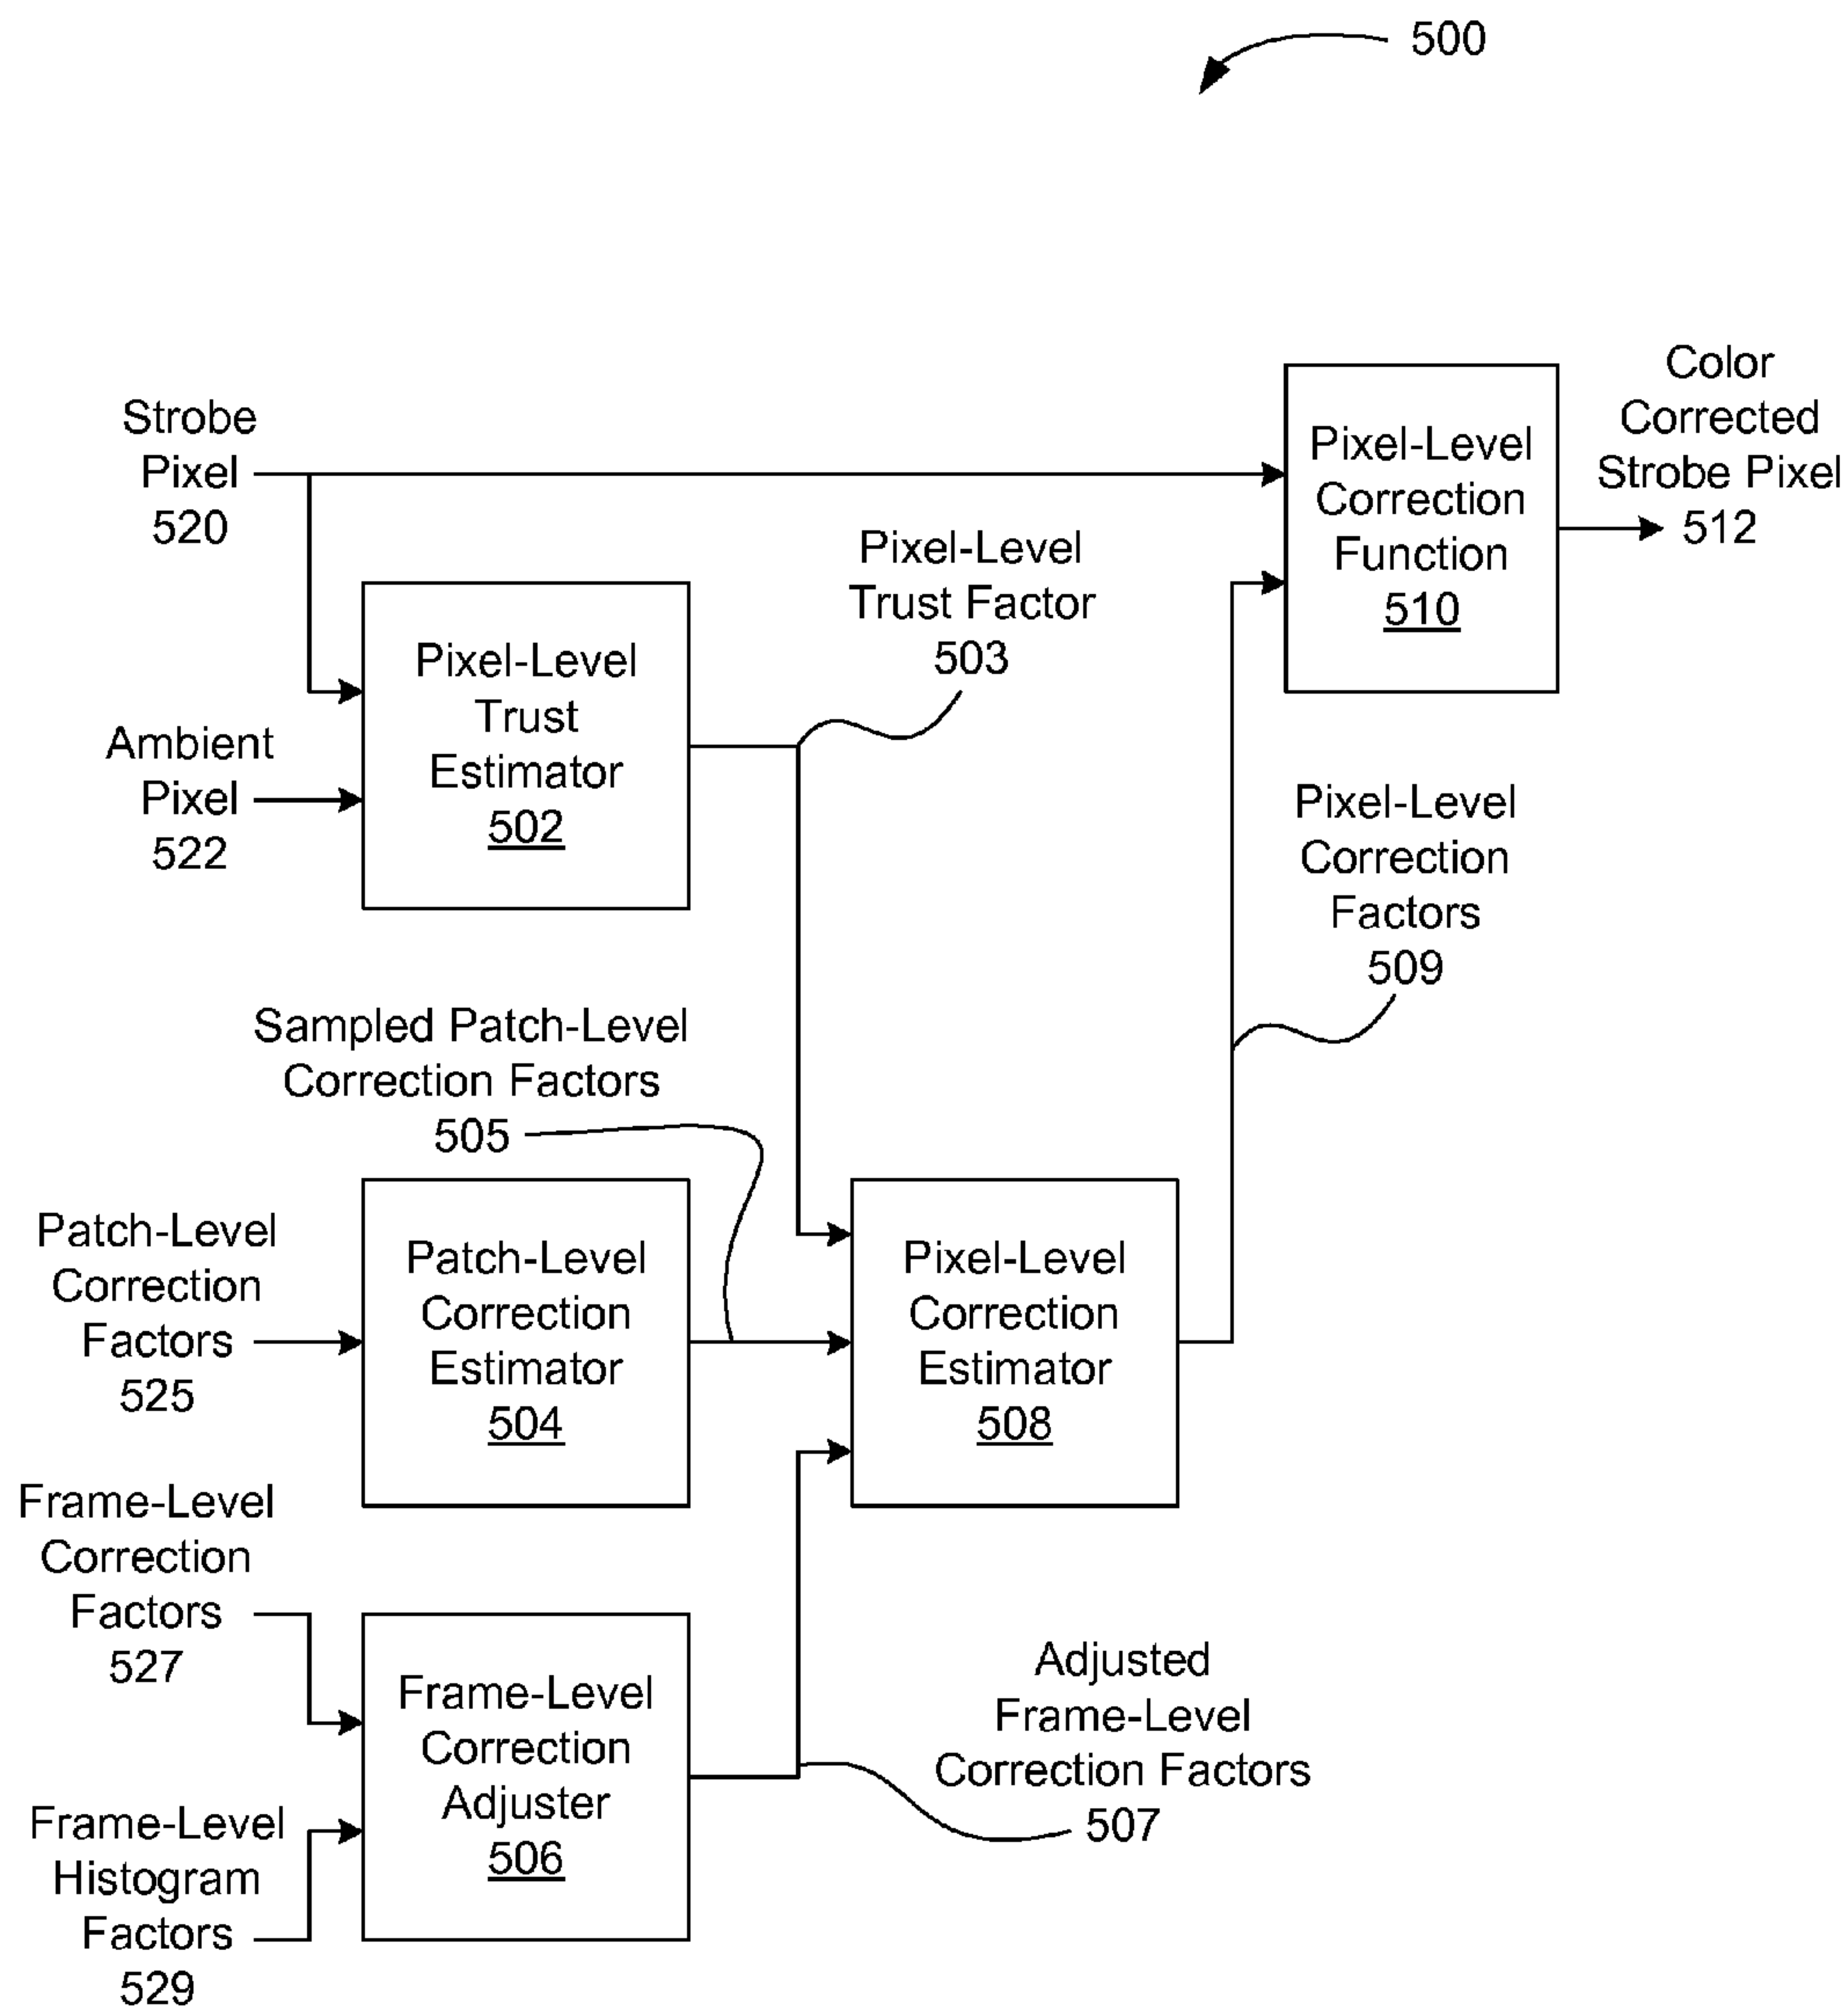 500
Strobe
Pixel
520
Ambient
Pixel
522
Pixel-Level
Trust
Estimator
502
Pixel-Level
Trust Factor
503
Pixel-Level
Correction
Function
510
Color
Corrected
Strobe Pixel
512
Pixel-Level
Correction
Factors
509
Sampled Patch-Level
Correction Factors
505
Patch-Level
Correction
Factors
525
Patch-Level
Correction
Estimator
504
Pixel-Level
Correction
Estimator
508
Frame-Level
Correction
Factors
527
Frame-Level
Histogram
Factors
529
Frame-Level
Correction
Adjuster
506
Adjusted
Frame-Level
Correction Factors
507